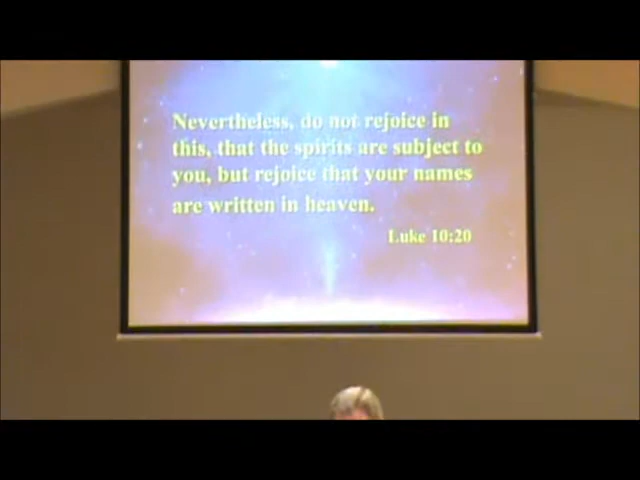 Nevertheless, do not rejoice in
this, that the spirits are subject to
you, but rejoice that your names
are written in heaven.
Luke 10:20